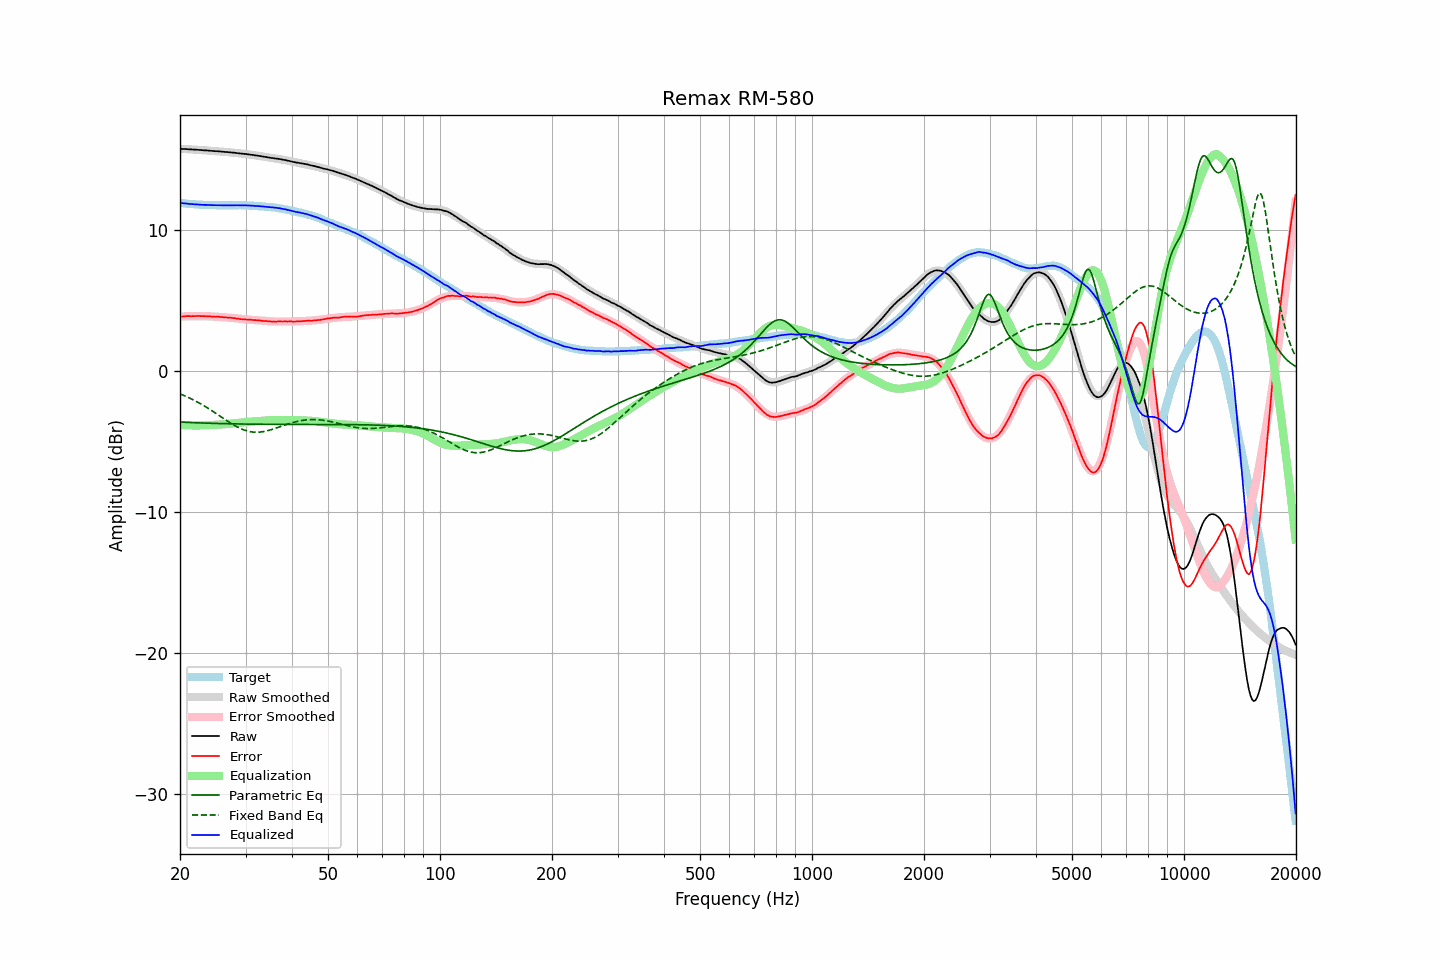 Remax RM-580
Amplitude (dBr)
10
0
−10
−20
−30
Target
Raw Smoothed
Error Smoothed
Raw
Error
Equalization
Parametric Eq
Fixed Band Eq
Equalized
20 50 100 200 500 1000 2000 5000 10000 20000
Frequency (Hz)